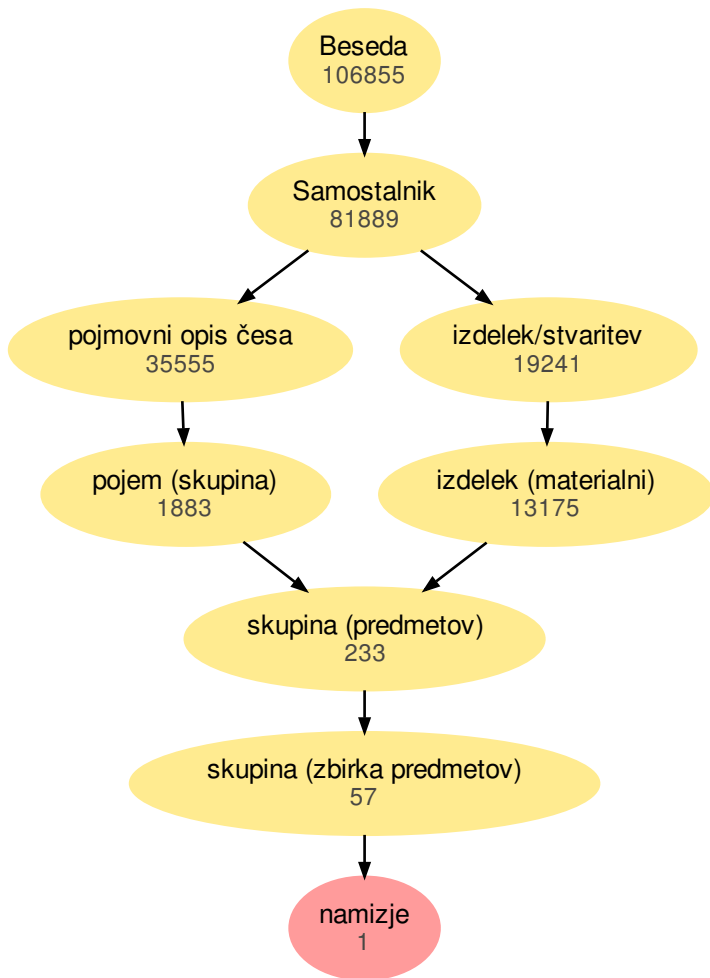 Beseda
106855
Samostalnik
81889
pojmovni opis česa
35555
izdelek/stvaritev
19241
pojem (skupina)
1883
izdelek (materialni)
13175
skupina (predmetov)
233
skupina (zbirka predmetov)
57
namizje
1